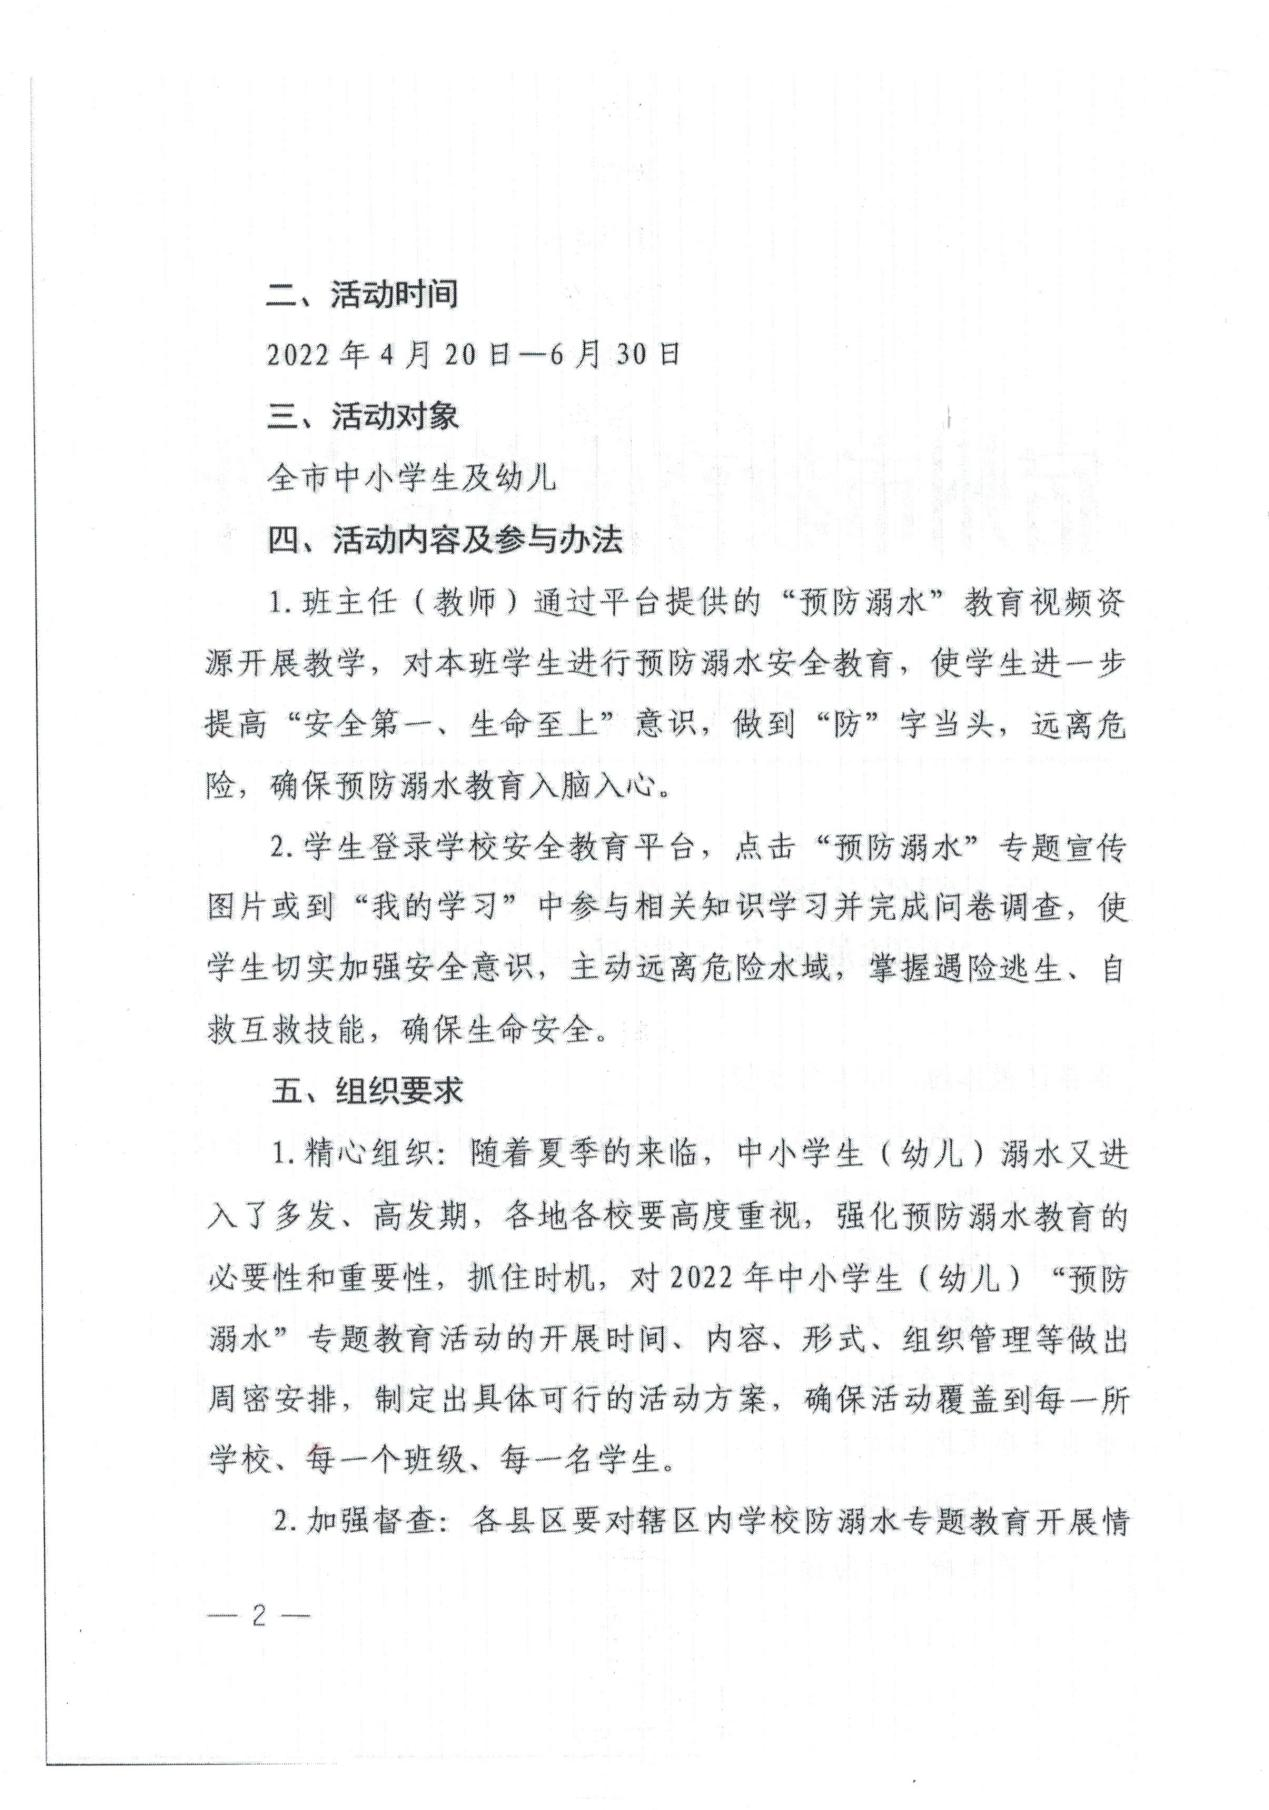 二、活动时间
2022年4月20日—6月30日
三、活动对象
全市中小学生及幼儿
四、活动内容及参与办法
1.班主任（教师）通过平台提供的“预防溺水”教育视频资
源开展教学，对本班学生进行预防溺水安全教育，使学生进一步
提高“安全第一、生命至上”意识，做到“防”字当头，远离危
险，确保预防溺水教育入脑入心。
2.学生登录学校安全教育平台，点击“预防溺水”专题宣传
图片或到“我的学习”中参与相关知识学习并完成问卷调查，使
学生切实加强安全意识，主动远离危险水域，掌握遇险逃生、自
救互救技能，确保生命安全。
五、组织要求
1.精心组织：随着夏季的来临，中小学生（幼儿）溺水又进
入了多发、高发期，各地各校要高度重视，强化预防溺水教育的
必要性和重要性，抓住时机，对2022年中小学生（幼儿）“预防
溺水”专题教育活动的开展时间、内容、形式、组织管理等做出
周密安排，制定出具体可行的活动方案，确保活动覆盖到每一所
学校、每一个班级、每一名学生。
2.加强督查：各县区要对辖区内学校防溺水专题教育开展情
— 2 —